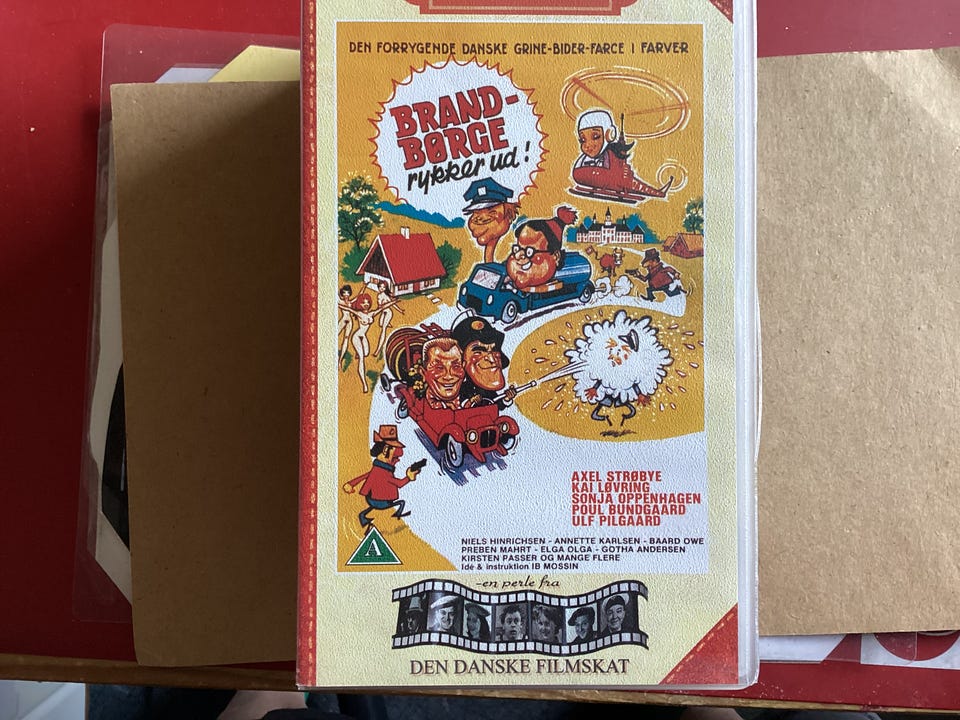 DEN FORRYGENDE DANSKE GRINE-BIDER-FARCE I FARVER
BRAND-
BØRGE
rykker ud!
AXEL STRØBYE
KAI LØVRING
SONJA OPPENHAGEN
POUL BUNDGAARD
ULF PILGAARD
NIELS HINRICHSEN - ANNETTE KARLSEN - BAARD OWE
PREBEN MAHRT - ELGA OLGA - GOTHA ANDERSEN
KIRSTEN PASSER OG MANGE FLERE
Idé & instruktion IB MOSSIN
A
-en perle fra
DEN DANSKE FILMSKAT